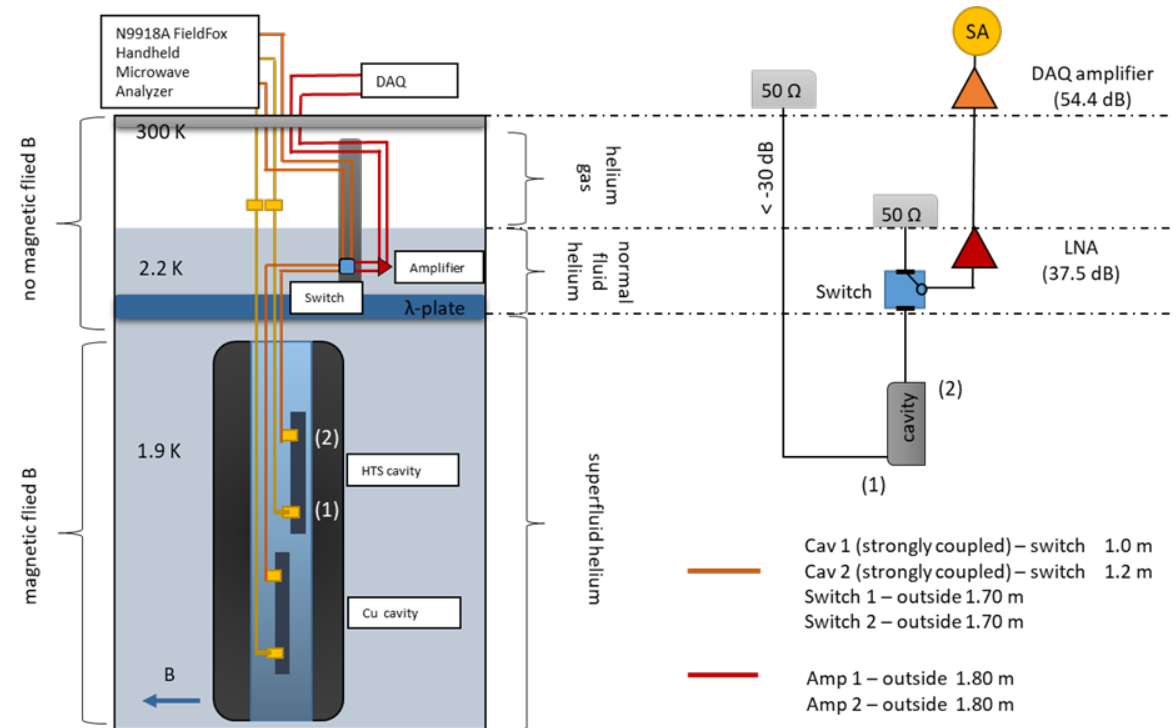 N9918A FieldFox
Handheld
Microwave
Analyzer
DAQ
300 K
no magnetic flied B
helium
gas
2.2 K
Amplifier
Switch
normal
fluid
helium
λ-plate
magnetic flied B
1.9 K
(2)
HTS cavity
(1)
superfluid helium
Cu cavity
B
SA
50 Ω
DAQ amplifier
(54.4 dB)
< -30 dB
50 Ω
LNA
(37.5 dB)
Switch
cavity
(2)
(1)
Cav 1 (strongly coupled) – switch 1.0 m
Cav 2 (strongly coupled) – switch 1.2 m
Switch 1 – outside 1.70 m
Switch 2 – outside 1.70 m
Amp 1 – outside 1.80 m
Amp 2 – outside 1.80 m